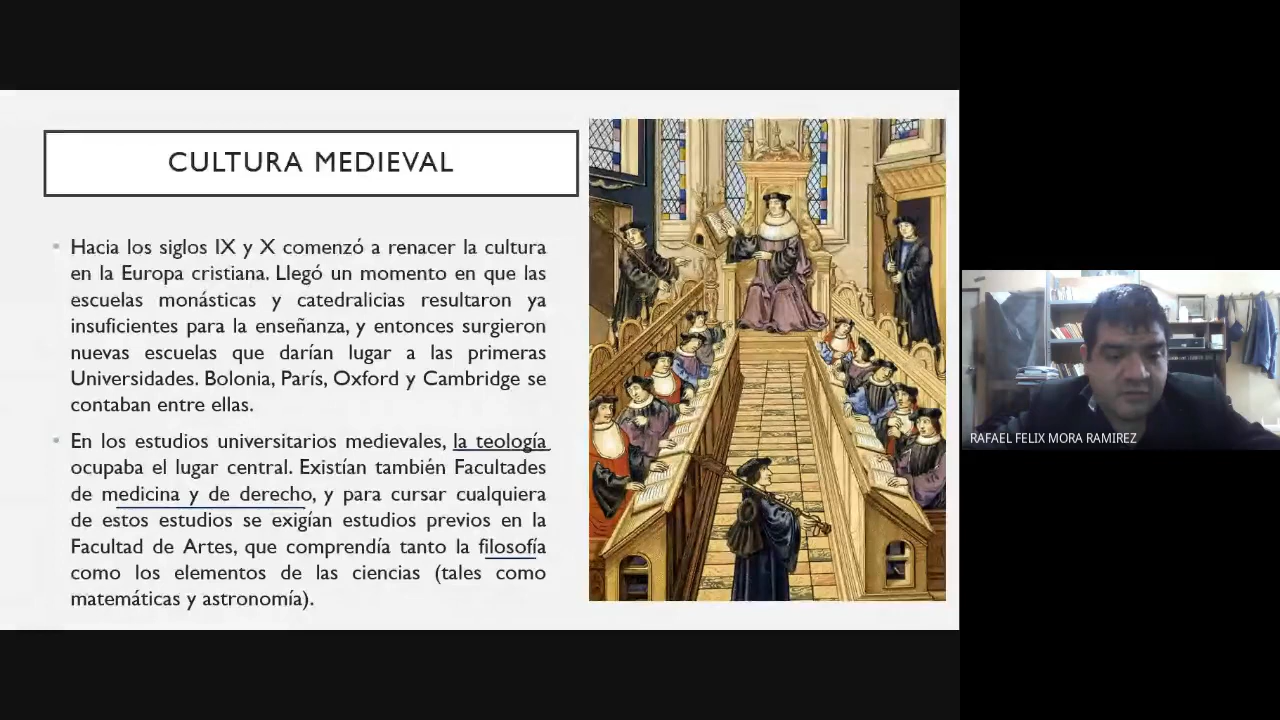 CULTURA MEDIEVAL
Hacia los siglos IX y X comenzó a renacer la cultura
en la Europa cristiana. Llegó un momento en que las
escuelas monásticas y catedralicias resultaron ya
insuficientes para la enseñanza, y entonces surgieron
nuevas escuelas que darían lugar a las primeras
Universidades. Bolonia, París, Oxford y Cambridge se
contaban entre ellas.
En los estudios universitarios medievales, la teología
ocupaba el lugar central. Existían también Facultades
de medicina y de derecho, y para cursar cualquiera
de estos estudios se exigían estudios previos en la
Facultad de Artes, que comprendía tanto la filosofía
como los elementos de las ciencias (tales como
matemáticas y astronomía).
RAFAEL FELIX MORA RAMIREZ